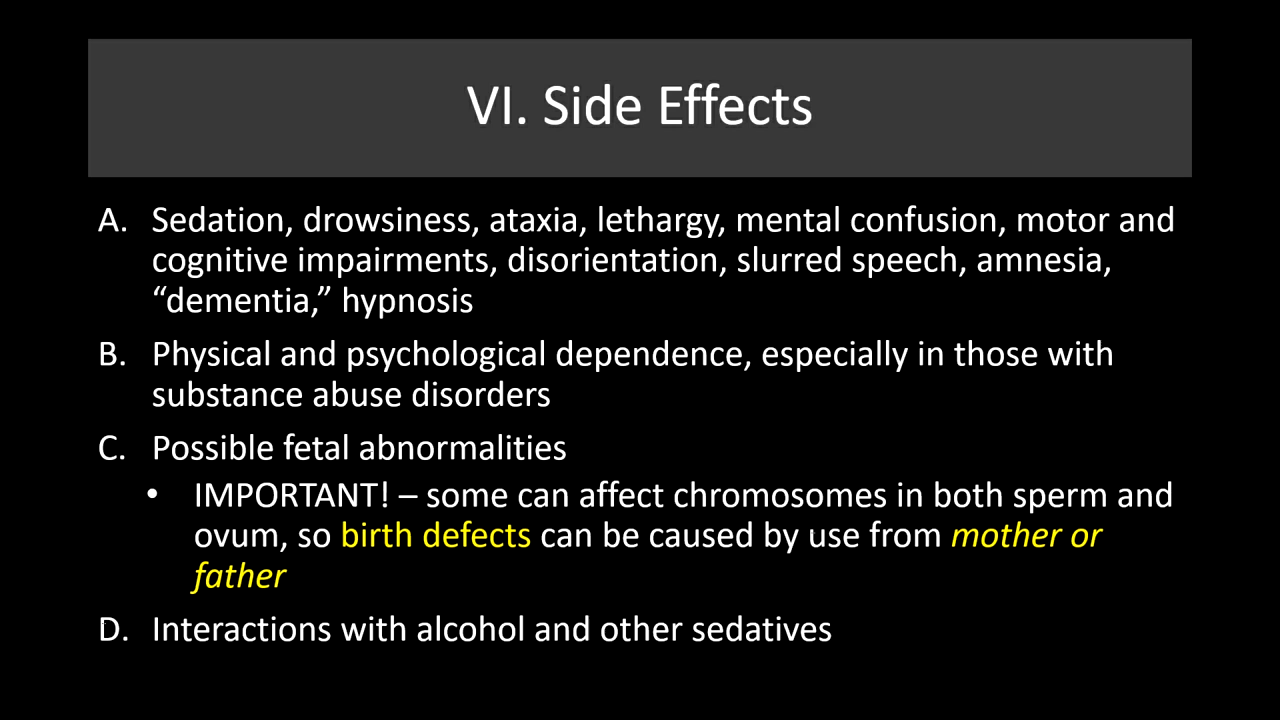 VI. Side Effects
A. Sedation, drowsiness, ataxia, lethargy, mental confusion, motor and
cognitive impairments, disorientation, slurred speech, amnesia,
“dementia,” hypnosis
B. Physical and psychological dependence, especially in those with
substance abuse disorders
C. Possible fetal abnormalities
• IMPORTANT! – some can affect chromosomes in both sperm and
ovum, so birth defects can be caused by use from mother or
father
D. Interactions with alcohol and other sedatives